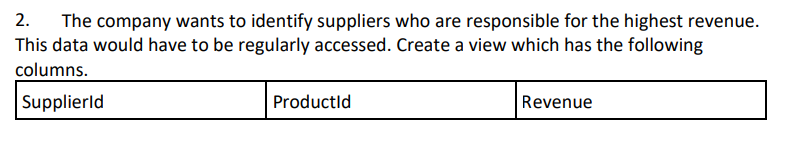 2. The company wants to identify suppliers who are responsible for the highest revenue.
This data would have to be regularly accessed. Create a view which has the following
columns.
SupplierId ProductId Revenue